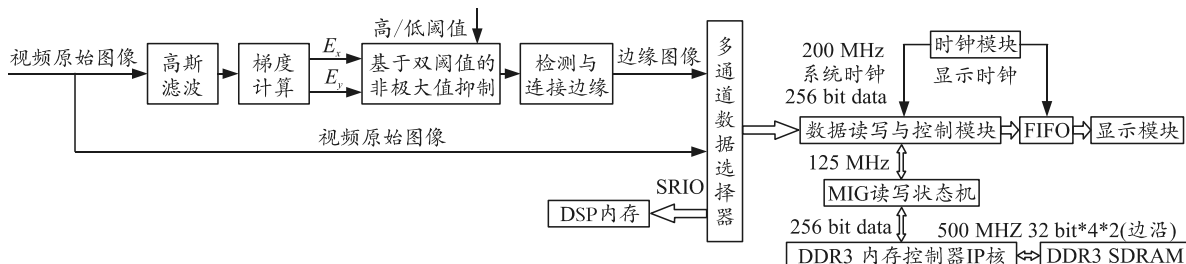 视频原始图像
高斯
滤波
梯度
计算
Ex
Ey
高/低阈值
基于双阈值的
非极大值抑制
检测与
连接边缘
边缘图像
视频原始图像
多通道数据选择器
SRIO
DSP内存
200 MHz
系统时钟
256 bit data
时钟模块
显示时钟
数据读写与控制模块
FIFO
显示模块
125 MHz
MIG读写状态机
256 bit data
500 MHZ 32 bit*4*2(边沿)
DDR3 内存控制器IP核
DDR3 SDRAM